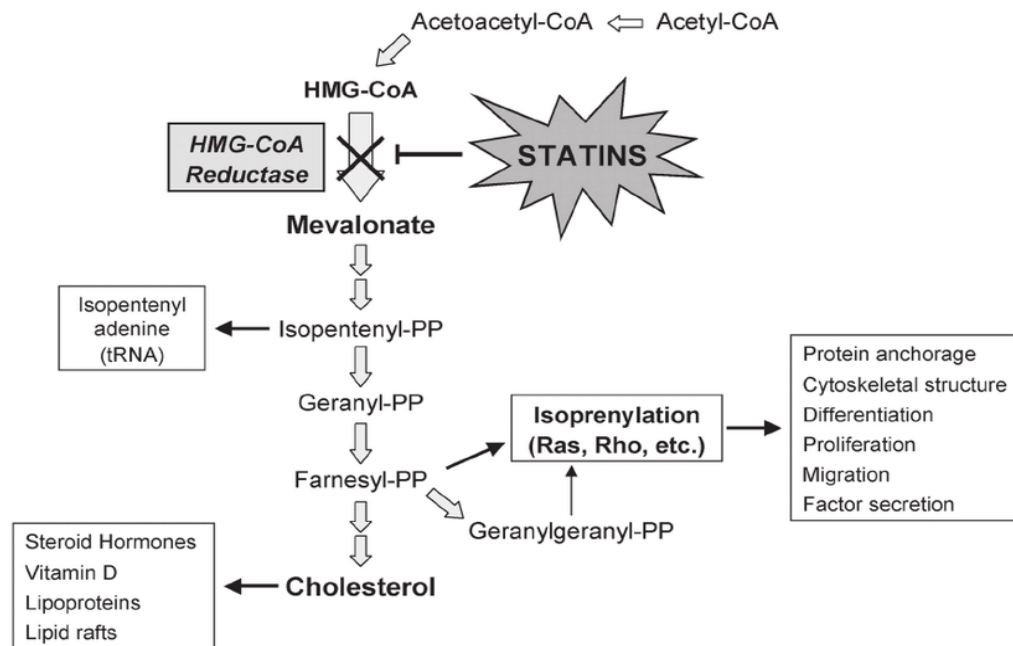 Acetoacetyl-CoA
Acetyl-CoA
HMG-CoA
HMG-CoA
Reductase
STATINS
Mevalonate
Isopentenyl
adenine
(tRNA)
Isopentenyl-PP
Geranyl-PP
Isoprenylation
(Ras, Rho, etc.)
Protein anchorage
Cytoskeletal structure
Differentiation
Proliferation
Migration
Factor secretion
Farnesyl-PP
Geranylgeranyl-PP
Steroid Hormones
Vitamin D
Lipoproteins
Lipid rafts
Cholesterol